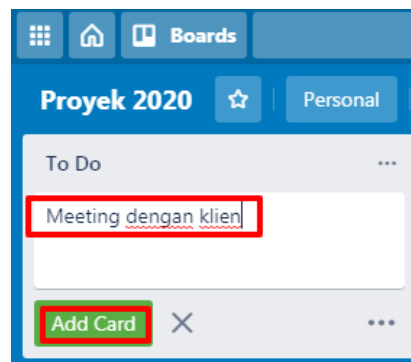 Boards
Proyek 2020 Personal
To Do
Meeting dengan klien
Add Card